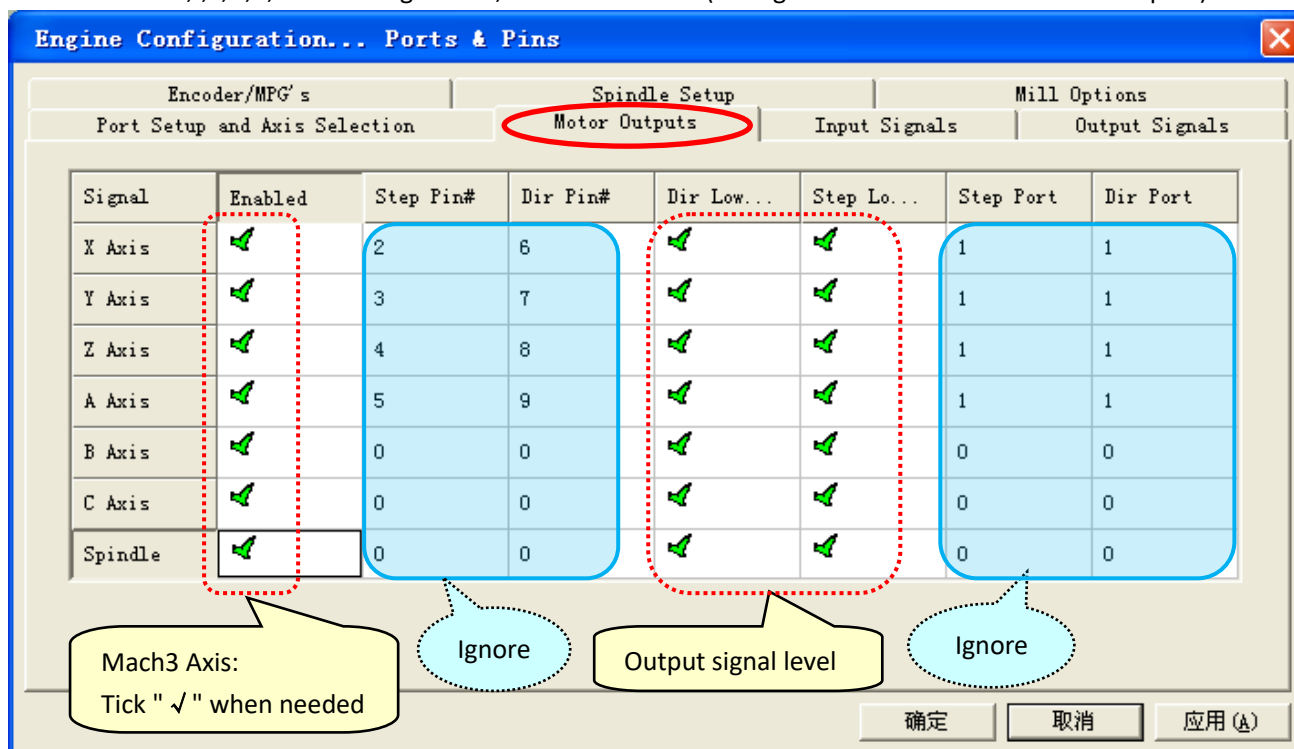 Engine Configuration... Ports & Pins
Encoder/MPG's Spindle Setup Mill Options
Port Setup and Axis Selection Motor Outputs Input Signals Output Signals
Signal Enabled Step Pin# Dir Pin# Dir Low... Step Lo... Step Port Dir Port
X Axis 2 6 1 1
Y Axis 3 7 1 1
Z Axis 4 8 1 1
A Axis 5 9 1 1
B Axis 0 0 0 0
C Axis 0 0 0 0
Spindle 0 0 0 0
Mach3 Axis:
Tick " √ " when needed
Ignore
Output signal level
Ignore
确定 取消 应用(A)